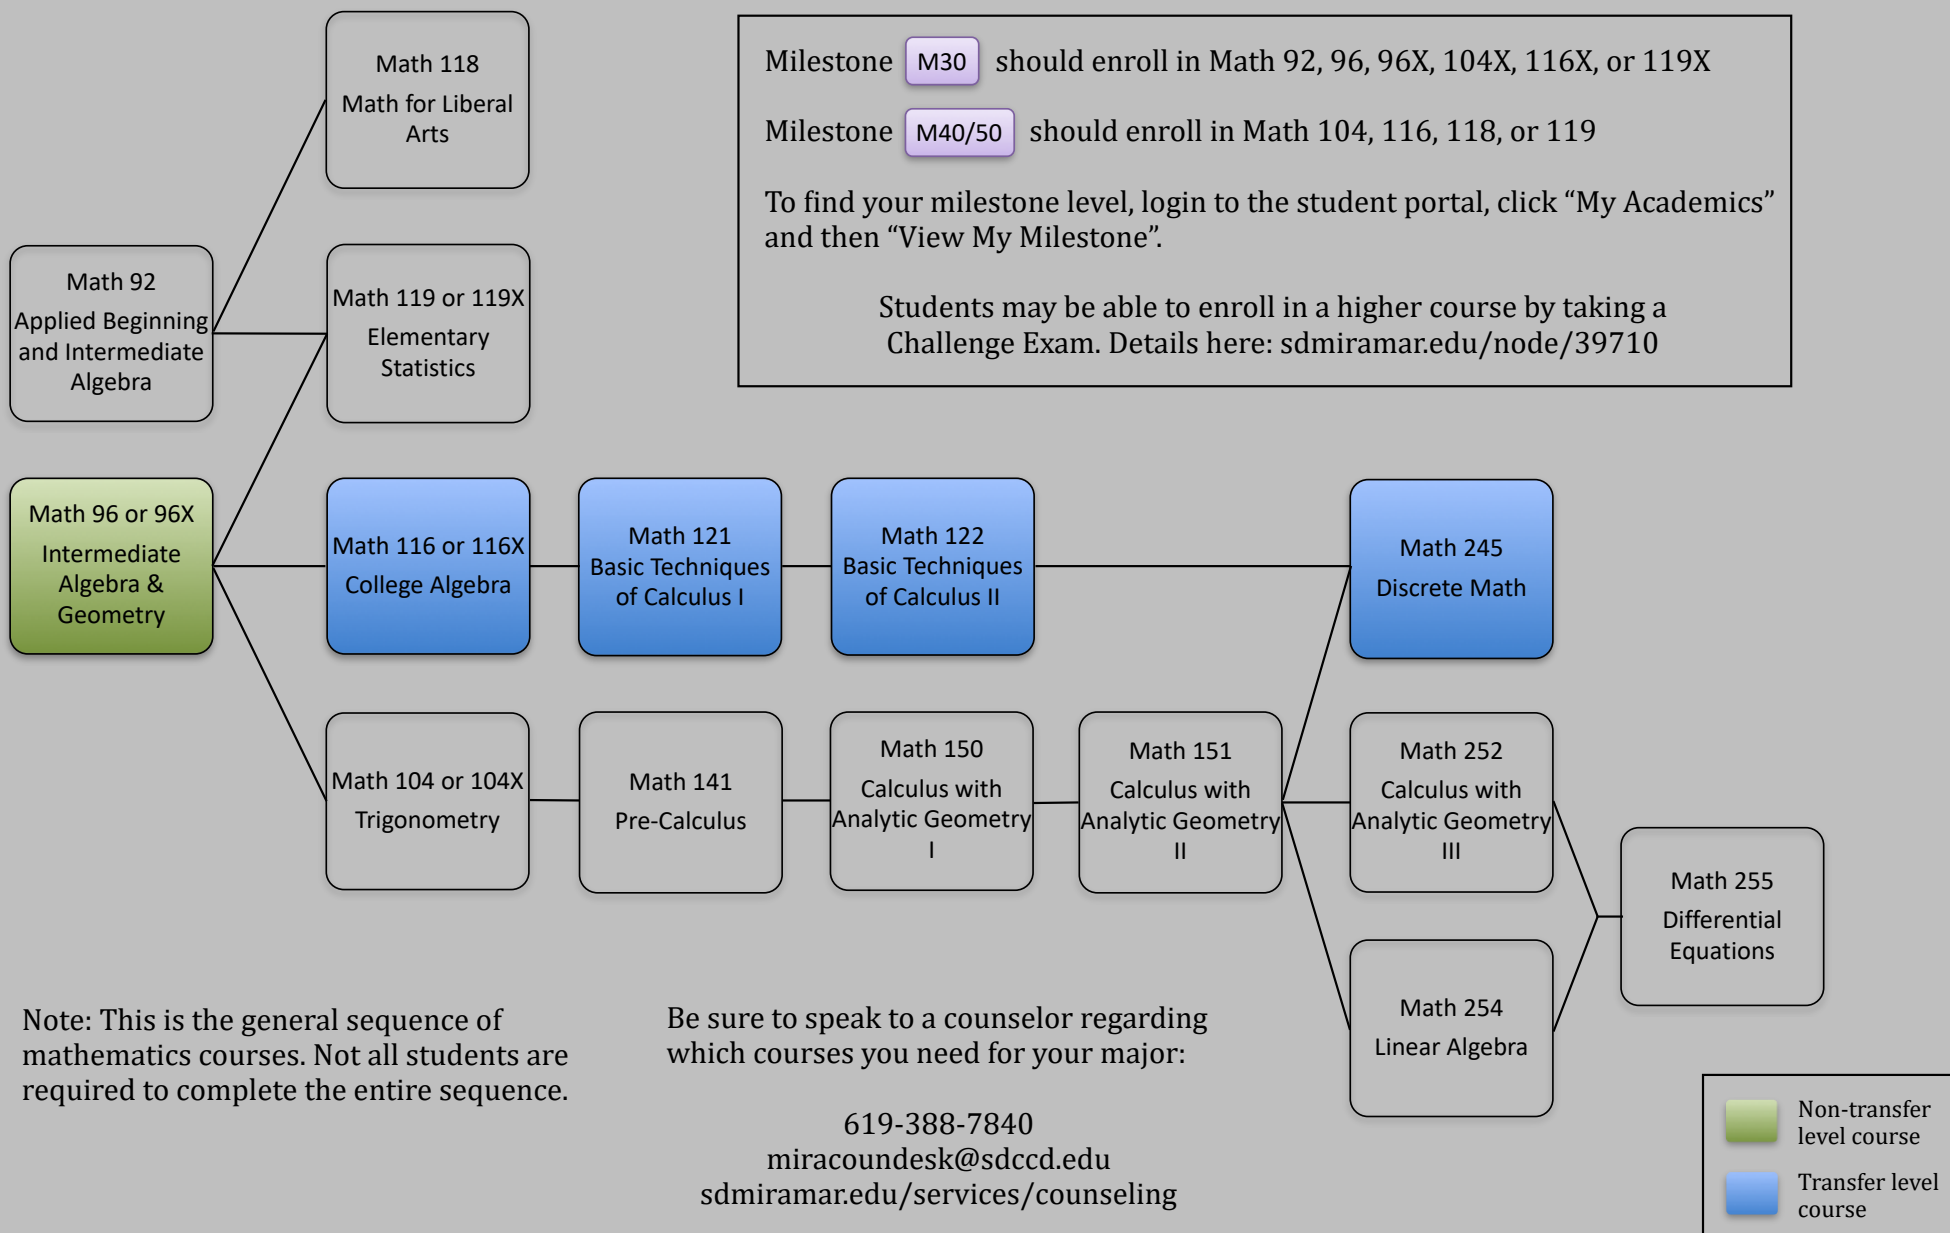 Math 118
Math for Liberal
Arts
Milestone M30 should enroll in Math 92, 96, 96X, 104X, 116X, or 119X
Milestone M40/50 should enroll in Math 104, 116, 118, or 119
To find your milestone level, login to the student portal, click “My Academics”
and then “View My Milestone”.
Students may be able to enroll in a higher course by taking a
Challenge Exam. Details here: sdmiramar.edu/node/39710
Math 92
Applied Beginning
and Intermediate
Algebra
Math 119 or 119X
Elementary
Statistics
Math 96 or 96X
Intermediate
Algebra &
Geometry
Math 116 or 116X
College Algebra
Math 121
Basic Techniques
of Calculus I
Math 122
Basic Techniques
of Calculus II
Math 245
Discrete Math
Math 104 or 104X
Trigonometry
Math 141
Pre-Calculus
Math 150
Calculus with
Analytic Geometry
I
Math 151
Calculus with
Analytic Geometry
II
Math 252
Calculus with
Analytic Geometry
III
Math 255
Differential
Equations
Math 254
Linear Algebra
Note: This is the general sequence of
mathematics courses. Not all students are
required to complete the entire sequence.
Be sure to speak to a counselor regarding
which courses you need for your major:
619-388-7840
miracoundesk@sdccd.edu
sdmiramar.edu/services/counseling
Non-transfer
level course
Transfer level
course